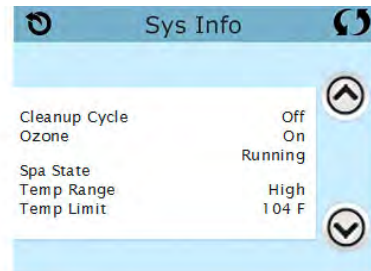 Sys Info
Cleanup Cycle Off
Ozone On
Running
Spa State
Temp Range High
Temp Limit 104 F